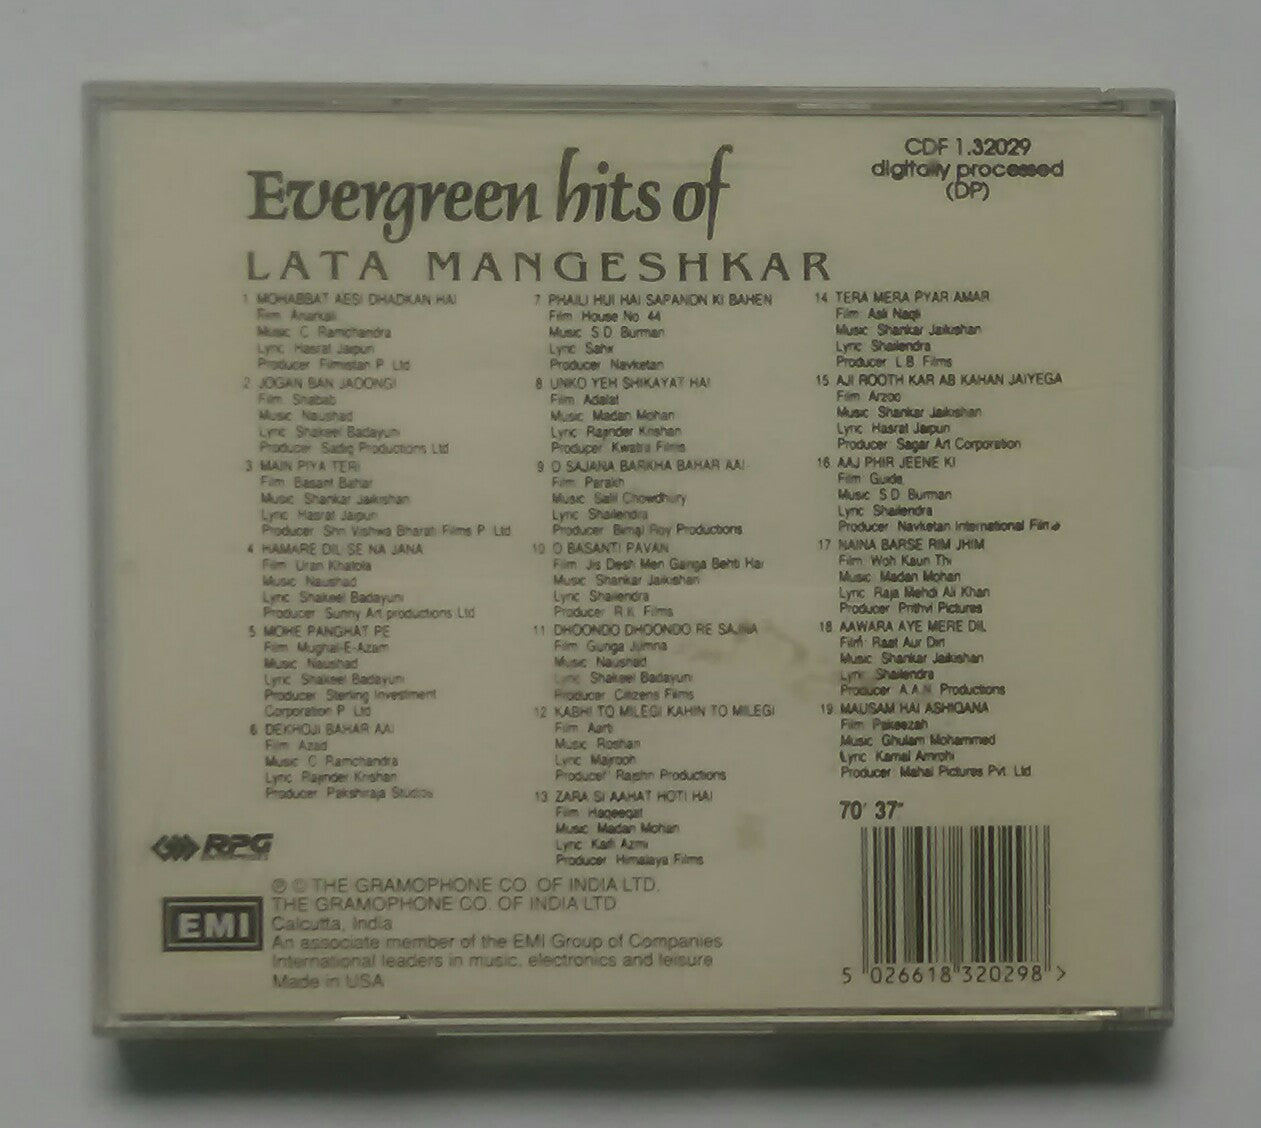 CDF 1.32029
digitally processed
(DP)
Evergreen hits of
LATA MANGESHKAR
1 MOHABBAT AESI DHADKAN HAI
Film Anarkali
Music C Ramchandra
Lyric Hasrat Jaipuri
Producer Filmistan P Ltd
2 JOGAN BAN JAOONGI
Film Shabab
Music Naushad
Lyric Shakeel Badayuni
Producer Sadiq Productions Ltd
3 MAIN PIYA TERI
Film Basant Bahar
Music Shankar Jaikishan
Lyric Hasrat Jaipuri
Producer Shri Vishwa Bharati Films P Ltd
4 HAMARE DIL SE NA JANA
Film Uran Khatola
Music Naushad
Lyric Shakeel Badayuni
Producer Sunny Art productions Ltd
5 MOHE PANGHAT PE
Film Mughal-E-Azam
Music Naushad
Lyric Shakeel Badayuni
Producer Sterling Investment
Corporation P Ltd
6 DEKHOJI BAHAR AAI
Film Azad
Music C Ramchandra
Lyric Rajinder Krishan
Producer Pakshiraja Studios
7 PHAILI HUI HAI SAPANON KI BAHEN
Film House No 44
Music S D Burman
Lyric Sahir
Producer Navketan
8 UNKO YEH SHIKAYAT HAI
Film Adalat
Music Madan Mohan
Lyric Rajinder Krishan
Producer Kwatra Films
9 O SAJANA BARKHA BAHAR AAI
Film Parakh
Music Salil Chowdhury
Lyric Shailendra
Producer Bimal Roy Productions
10 O BASANTI PAVAN
Film Jis Desh Men Ganga Behti Hai
Music Shankar Jaikishan
Lyric Shailendra
Producer R.K. Films
11 DHOONDO DHOONDO RE SAJNA
Film Gunga Jumna
Music Naushad
Lyric Shakeel Badayuni
Producer Citizens Films
12 KABHI TO MILEGI KAHIN TO MILEGI
Film Aarti
Music Roshan
Lyric Majrooh
Producer Rajshri Productions
13 ZARA SI AAHAT HOTI HAI
Film Haqeeqat
Music Madan Mohan
Lyric Kaifi Azmi
Producer Himalaya Films
14 TERA MERA PYAR AMAR
Film Asli Naqli
Music Shankar Jaikishan
Lyric Shailendra
Producer L.B. Films
15 AJI ROOTH KAR AB KAHAN JAIYEGA
Film Arzoo
Music Shankar Jaikishan
Lyric Hasrat Jaipuri
Producer Sagar Art Corporation
16 AAJ PHIR JEENE KI
Film Guide
Music S D Burman
Lyric Shailendra
Producer Navketan International Films
17 NAINA BARSE RIM JHIM
Film Woh Kaun Thi
Music Madan Mohan
Lyric Raja Mehdi Ali Khan
Producer Prithvi Pictures
18 AAWARA AYE MERE DIL
Film Raat Aur Din
Music Shankar Jaikishan
Lyric Shailendra
Producer A.A.N. Productions
19 MAUSAM HAI ASHIQANA
Film Pakeezah
Music Ghulam Mohammed
Lyric Kamal Amrohi
Producer Mahal Pictures Pvt. Ltd.
70' 37"
RPG
EMI
℗ © THE GRAMOPHONE CO. OF INDIA LTD.
THE GRAMOPHONE CO. OF INDIA LTD
Calcutta, India
An associate member of the EMI Group of Companies
International leaders in music, electronics and leisure
Made in USA
5 026618 320298 >